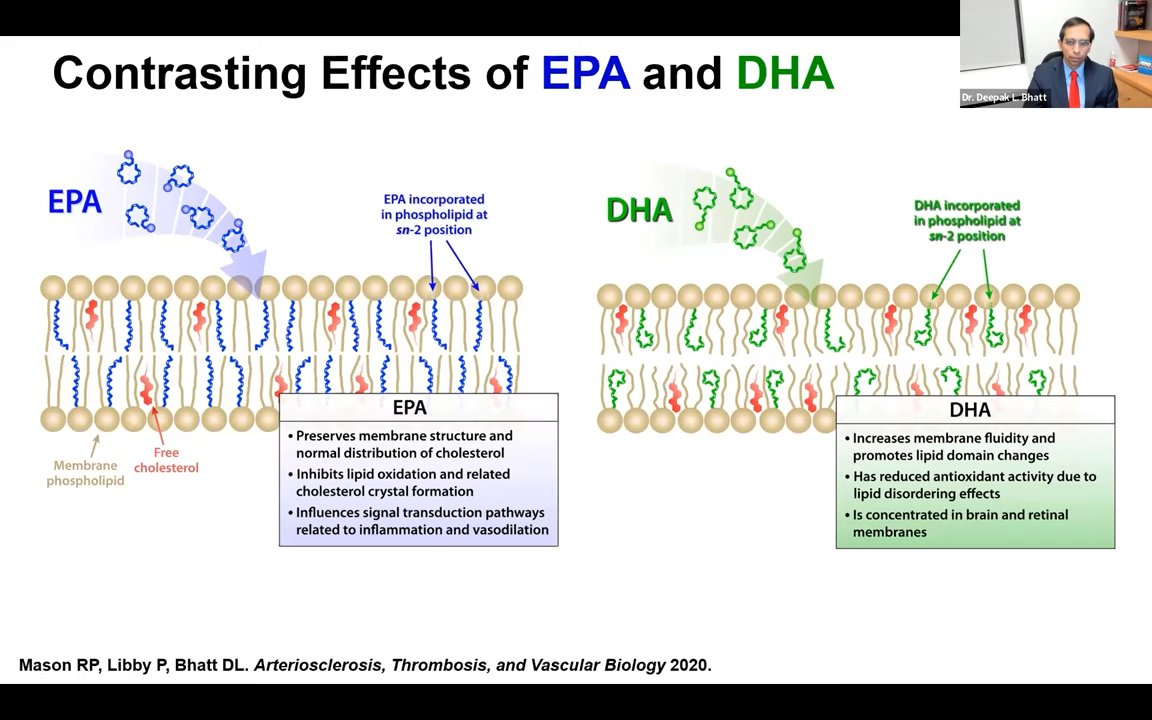 Contrasting Effects of EPA and DHA
Dr. Deepak L. Bhatt
EPA
EPA incorporated
in phospholipid at
sn-2 position
Membrane
phospholipid
Free
cholesterol
EPA
• Preserves membrane structure and
normal distribution of cholesterol
• Inhibits lipid oxidation and related
cholesterol crystal formation
• Influences signal transduction pathways
related to inflammation and vasodilation
DHA
DHA incorporated
in phospholipid at
sn-2 position
DHA
• Increases membrane fluidity and
promotes lipid domain changes
• Has reduced antioxidant activity due to
lipid disordering effects
• Is concentrated in brain and retinal
membranes
Mason RP, Libby P, Bhatt DL. Arteriosclerosis, Thrombosis, and Vascular Biology 2020.